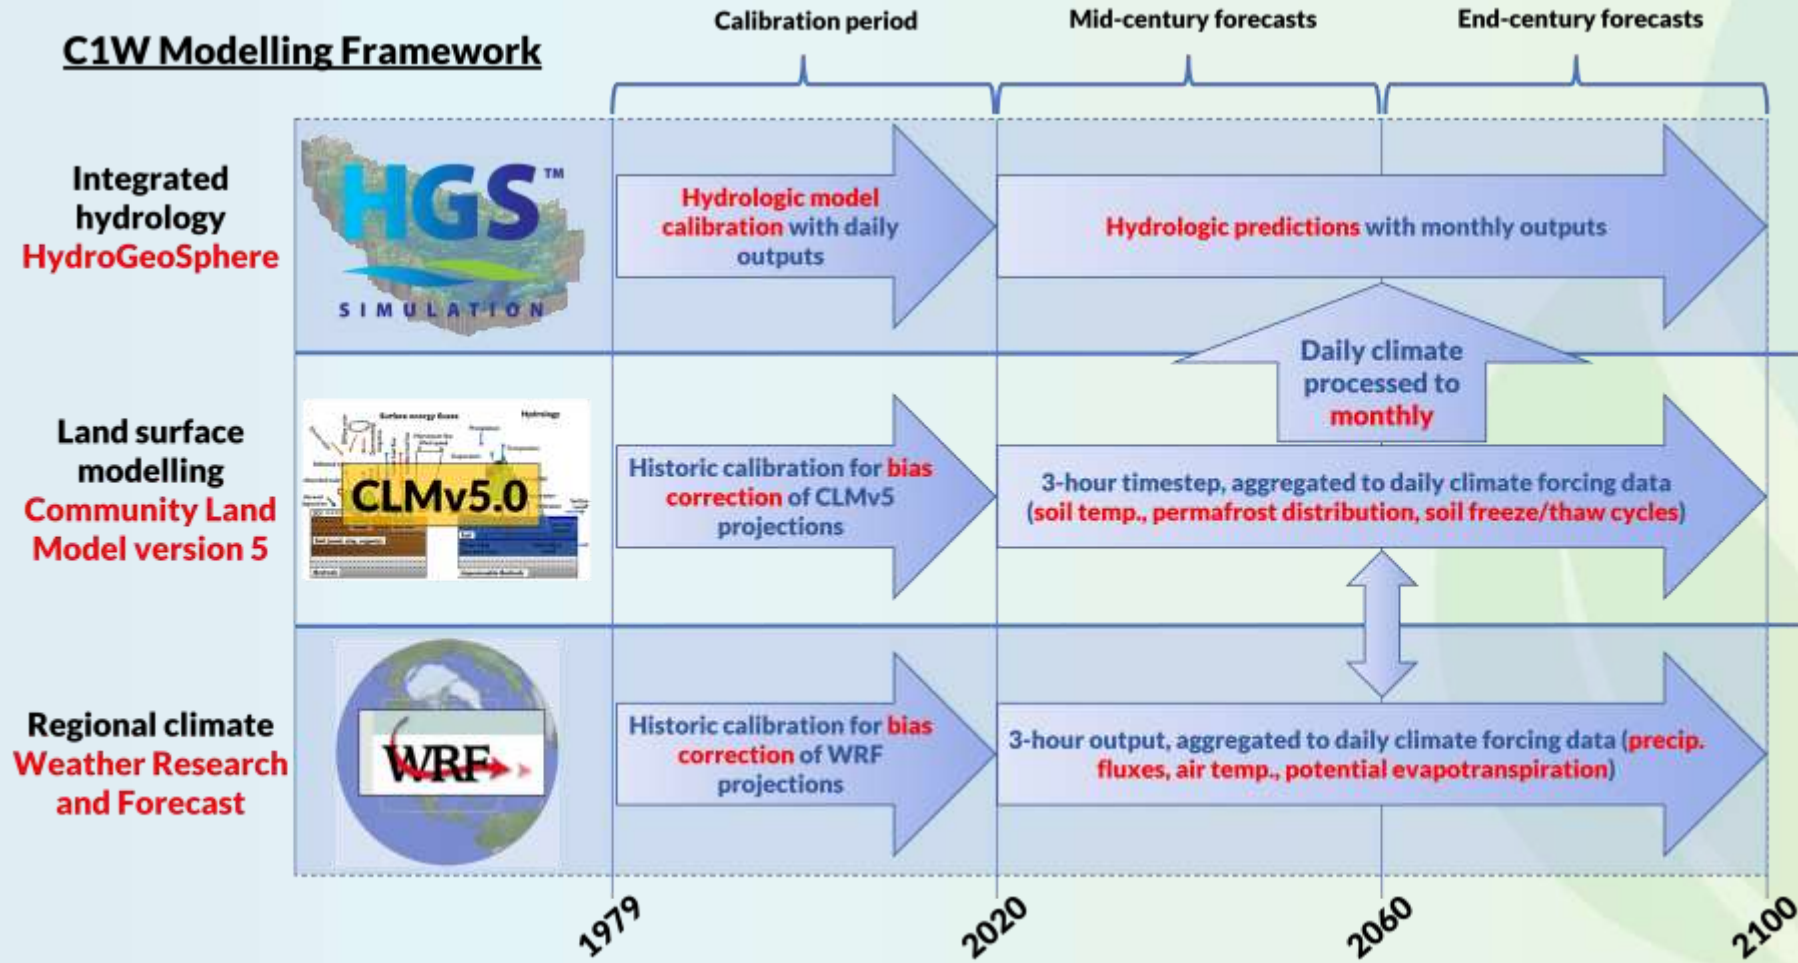 C1W Modelling Framework
Calibration period
Mid-century forecasts
End-century forecasts
Integrated
hydrology
HydroGeoSphere
HGS™
SIMULATION
Hydrologic model
calibration with daily
outputs
Hydrologic predictions with monthly outputs
Daily climate
processed to
monthly
Land surface
modelling
Community Land
Model version 5
Surface energy fluxes
Hydrology
CLMv5.0
Historic calibration for bias
correction of CLMv5
projections
3-hour timestep, aggregated to daily climate forcing data
(soil temp., permafrost distribution, soil freeze/thaw cycles)
Regional climate
Weather Research
and Forecast
WRF
Historic calibration for bias
correction of WRF
projections
3-hour output, aggregated to daily climate forcing data (precip.
fluxes, air temp., potential evapotranspiration)
1979
2020
2060
2100